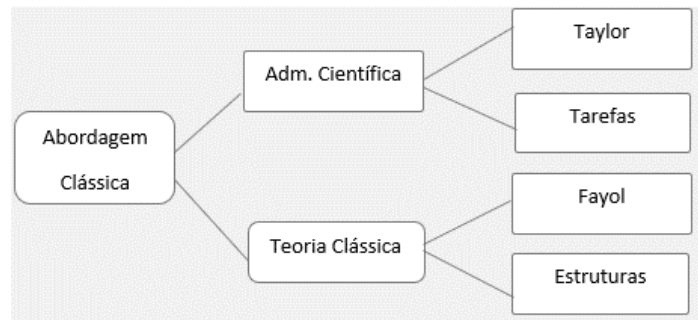 Abordagem
Clássica
Adm. Científica
Taylor
Tarefas
Teoria Clássica
Fayol
Estruturas